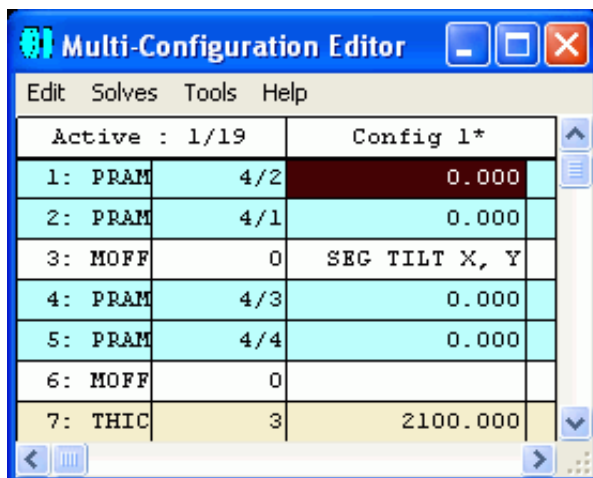 Multi-Configuration Editor
Edit Solves Tools Help
Active : 1/19 Config 1*
1: PRAM 4/2 0.000
2: PRAM 4/1 0.000
3: MOFF 0 SEG TILT X, Y
4: PRAM 4/3 0.000
5: PRAM 4/4 0.000
6: MOFF 0
7: THIC 3 2100.000